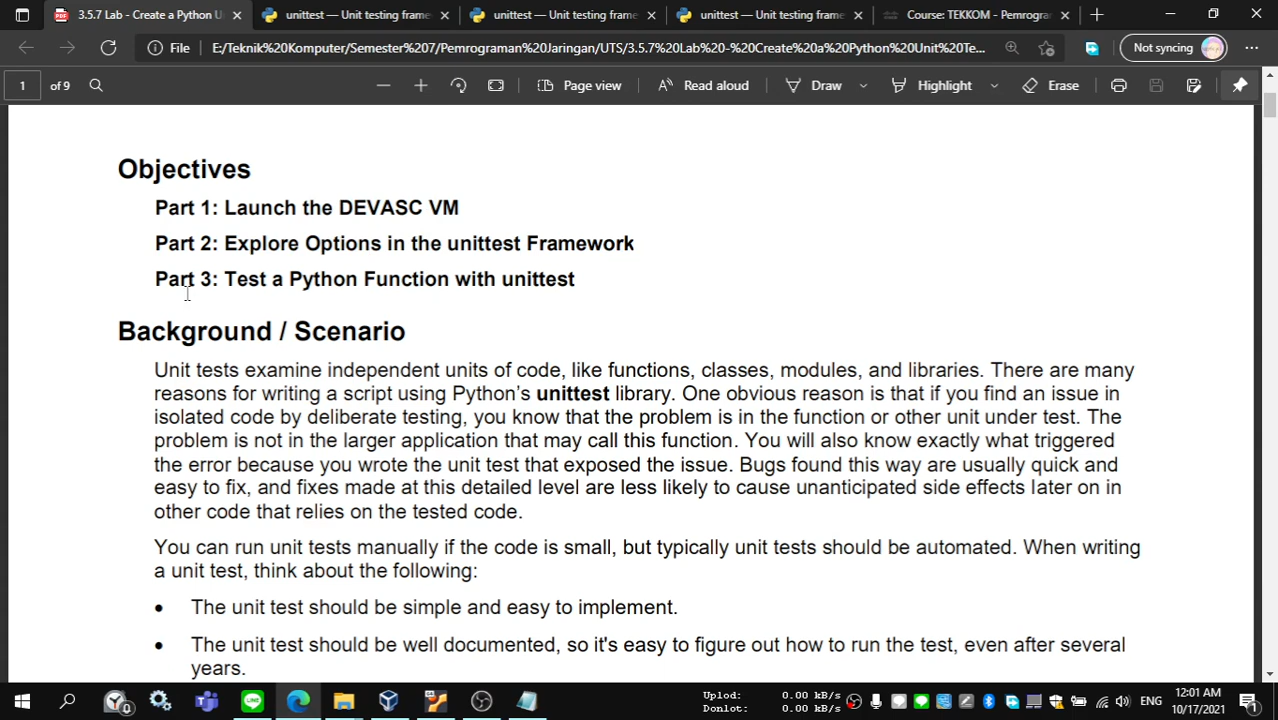 3.5.7 Lab - Create a Python U
unittest — Unit testing frame
unittest — Unit testing frame
unittest — Unit testing frame
Course: TEKKOM - Pemrogra
File
E:/Teknik%20Komputer/Semester%207/Pemrograman%20Jaringan/UTS/3.5.7%20Lab%20-%20Create%20a%20Python%20Unit%20Te...
Not syncing
1 of 9
Page view
Read aloud
Draw
Highlight
Erase
Objectives
Part 1: Launch the DEVASC VM
Part 2: Explore Options in the unittest Framework
Part 3: Test a Python Function with unittest
Background / Scenario
Unit tests examine independent units of code, like functions, classes, modules, and libraries. There are many
reasons for writing a script using Python’s unittest library. One obvious reason is that if you find an issue in
isolated code by deliberate testing, you know that the problem is in the function or other unit under test. The
problem is not in the larger application that may call this function. You will also know exactly what triggered
the error because you wrote the unit test that exposed the issue. Bugs found this way are usually quick and
easy to fix, and fixes made at this detailed level are less likely to cause unanticipated side effects later on in
other code that relies on the tested code.
You can run unit tests manually if the code is small, but typically unit tests should be automated. When writing
a unit test, think about the following:
• The unit test should be simple and easy to implement.
• The unit test should be well documented, so it's easy to figure out how to run the test, even after several
years.
Uplod: 0.00 kB/s
Donlot: 0.00 kB/s
ENG
12:01 AM
10/17/2021